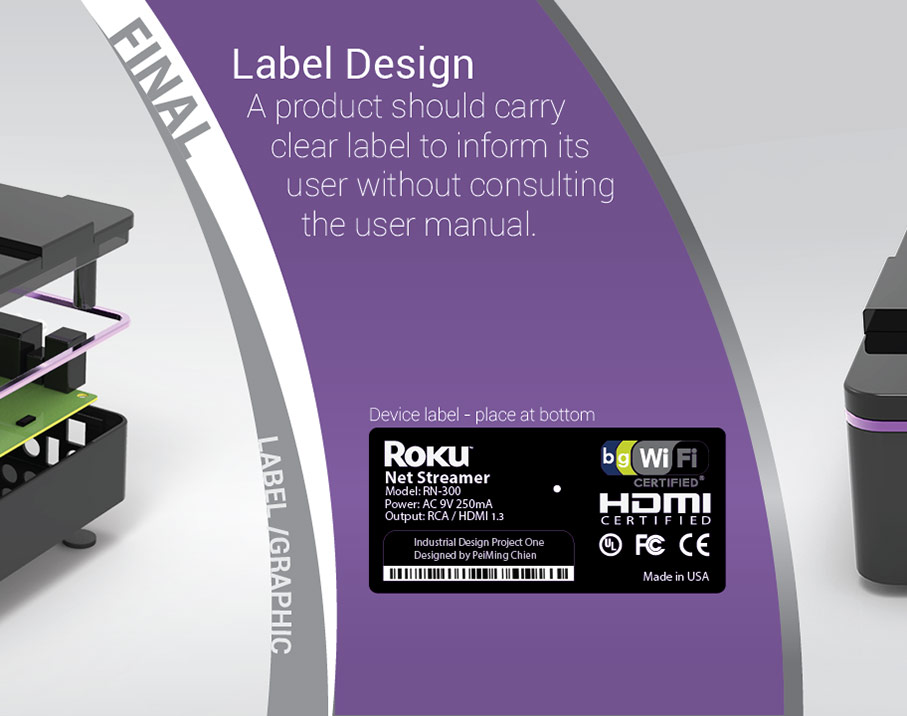 FINAL
Label Design
A product should carry
clear label to inform its
user without consulting
the user manual.
LABEL /GRAPHIC
Device label - place at bottom
ROKU™
Net Streamer
Model: RN-300
Power: AC 9V 250mA
Output: RCA / HDMI 1.3
Industrial Design Project One
Designed by PeiMing Chien
bg WiFi
CERTIFIED®
HDMI
CERTIFIED
UL FC CE
Made in USA